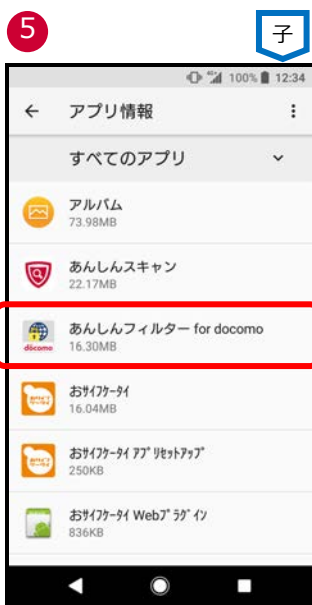 5
子
100% 12:34
アプリ情報
すべてのアプリ
アルバム
73.98MB
あんしんスキャン
22.17MB
あんしんフィルター for docomo
16.30MB
döcomo
おサイフケータイ
16.04MB
おサイフケータイ アプリセットアップ
250KB
おサイフケータイ Webプラグイン
836KB